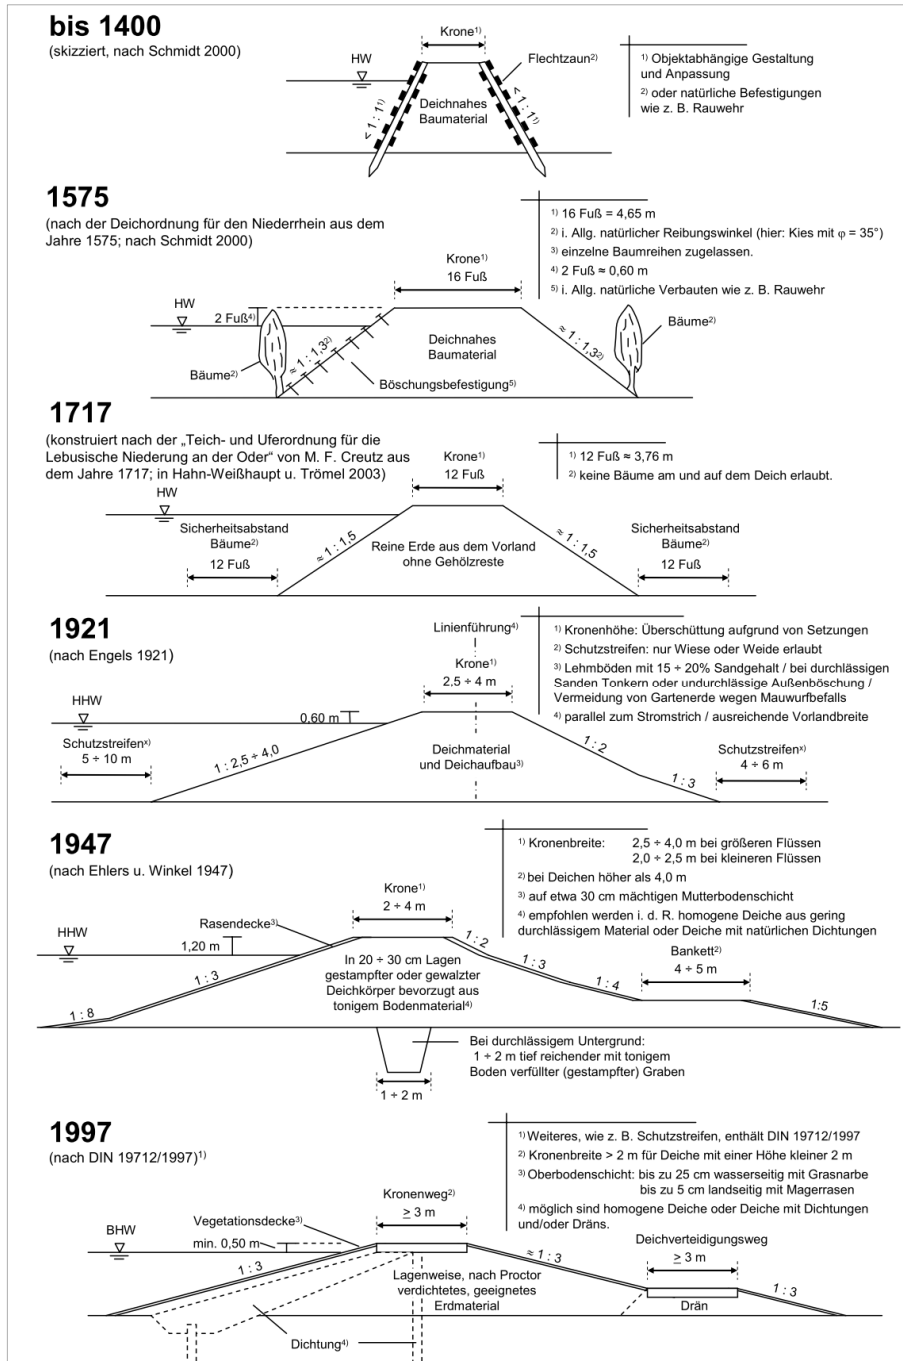 bis 1400
(skizziert, nach Schmidt 2000)
Krone1)
HW
Flechtzaun2)
< 1 : 11)
Deichnahes
Baumaterial
< 1 : 11)
1) Objektabhängige Gestaltung
und Anpassung
2) oder natürliche Befestigungen
wie z. B. Rauwehr
1575
(nach der Deichordnung für den Niederrhein aus dem
Jahre 1575; nach Schmidt 2000)
1) 16 Fuß = 4,65 m
2) i. Allg. natürlicher Reibungswinkel (hier: Kies mit φ = 35°)
3) einzelne Baumreihen zugelassen.
4) 2 Fuß ≈ 0,60 m
5) i. Allg. natürliche Verbauten wie z. B. Rauwehr
Krone1)
16 Fuß
HW
2 Fuß4)
Bäume2)
≈ 1 : 1,32)
Deichnahes
Baumaterial
≈ 1 : 1,32)
Bäume2)
Böschungsbefestigung5)
1717
(konstruiert nach der „Teich- und Uferordnung für die
Lebusische Niederung an der Oder“ von M. F. Creutz aus
dem Jahre 1717; in Hahn-Weißhaupt u. Trömel 2003)
1) 12 Fuß ≈ 3,76 m
2) keine Bäume am und auf dem Deich erlaubt.
Krone1)
12 Fuß
HW
Sicherheitsabstand
Bäume2)
12 Fuß
≈ 1 : 1,5
Reine Erde aus dem Vorland
ohne Gehölzreste
≈ 1 : 1,5
Sicherheitsabstand
Bäume2)
12 Fuß
1921
(nach Engels 1921)
Linienführung4)
Krone1)
2,5 ÷ 4 m
1) Kronenhöhe: Überschüttung aufgrund von Setzungen
2) Schutzstreifen: nur Wiese oder Weide erlaubt
3) Lehmböden mit 15 ÷ 20% Sandgehalt / bei durchlässigen
Sanden Tonkern oder undurchlässige Außenböschung /
Vermeidung von Gartenerde wegen Mauwurfbefalls
4) parallel zum Stromstrich / ausreichende Vorlandbreite
HHW
0,60 m
Schutzstreifenx)
5 ÷ 10 m
1 : 2,5 ÷ 4,0
Deichmaterial
und Deichaufbau3)
1 : 2
1 : 3
Schutzstreifenx)
4 ÷ 6 m
1947
(nach Ehlers u. Winkel 1947)
1) Kronenbreite: 2,5 ÷ 4,0 m bei größeren Flüssen
2,0 ÷ 2,5 m bei kleineren Flüssen
2) bei Deichen höher als 4,0 m
3) auf etwa 30 cm mächtigen Mutterbodenschicht
4) empfohlen werden i. d. R. homogene Deiche aus gering
durchlässigem Material oder Deiche mit natürlichen Dichtungen
Krone1)
2 ÷ 4 m
Rasendecke3)
HHW
1,20 m
1 : 8
1 : 3
In 20 ÷ 30 cm Lagen
gestampfter oder gewalzter
Deichkörper bevorzugt aus
tonigem Bodenmaterial4)
1 : 2
1 : 3
1 : 4
Bankett2)
4 ÷ 5 m
1:5
Bei durchlässigem Untergrund:
1 ÷ 2 m tief reichender mit tonigem
Boden verfüllter (gestampfter) Graben
1 ÷ 2 m
1997
(nach DIN 19712/1997)1)
1) Weiteres, wie z. B. Schutzstreifen, enthält DIN 19712/1997
2) Kronenbreite > 2 m für Deiche mit einer Höhe kleiner 2 m
3) Oberbodenschicht: bis zu 25 cm wasserseitig mit Grasnarbe
bis zu 5 cm landseitig mit Magerrasen
4) möglich sind homogene Deiche oder Deiche mit Dichtungen
und/oder Dräns.
Kronenweg2)
≥ 3 m
Vegetationsdecke3)
BHW
min. 0,50 m
1 : 3
Lagenweise, nach Proctor
verdichtetes, geeignetes
Erdmaterial
≈ 1 : 3
Deichverteidigungsweg
≥ 3 m
Drän
1 : 3
Dichtung4)